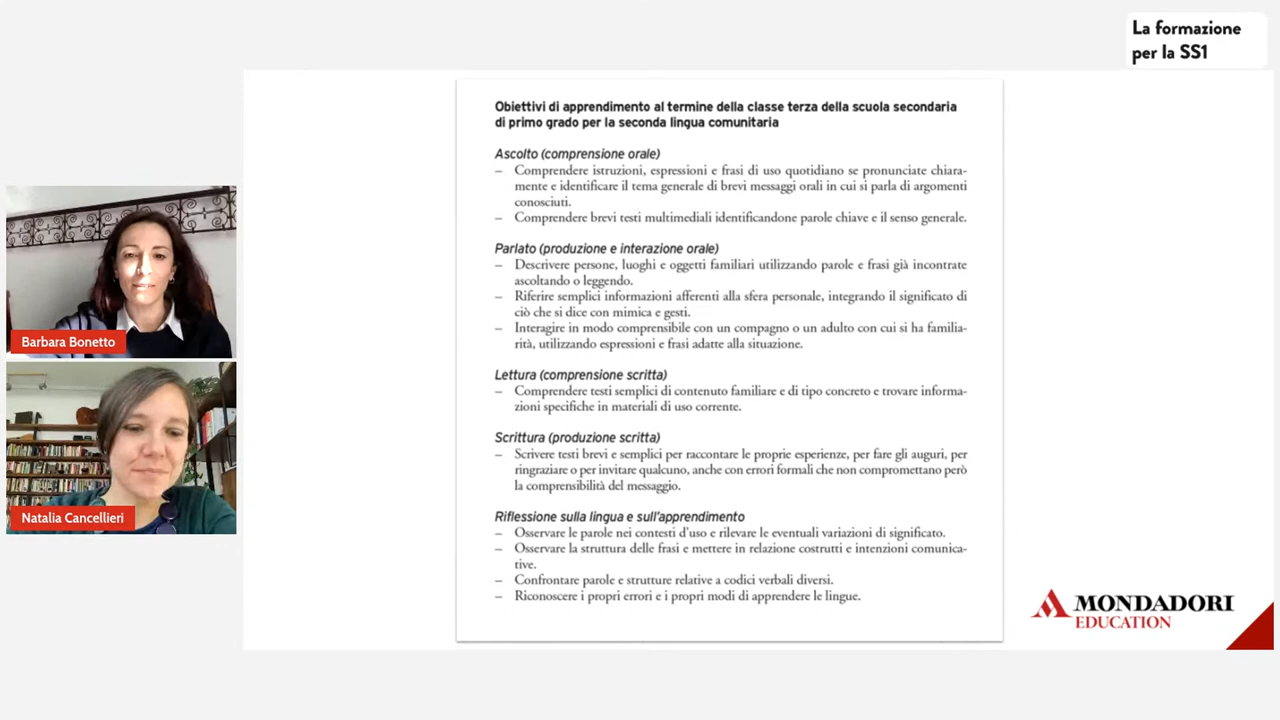 La formazione
per la SS1
Obiettivi di apprendimento al termine della classe terza della scuola secondaria
di primo grado per la seconda lingua comunitaria
Ascolto (comprensione orale)
– Comprendere istruzioni, espressioni e frasi di uso quotidiano se pronunciate chiara-
mente e identificare il tema generale di brevi messaggi orali in cui si parla di argomenti
conosciuti.
– Comprendere brevi testi multimediali identificandone parole chiave e il senso generale.
Parlato (produzione e interazione orale)
– Descrivere persone, luoghi e oggetti familiari utilizzando parole e frasi già incontrate
ascoltando o leggendo.
– Riferire semplici informazioni afferenti alla sfera personale, integrando il significato di
ciò che si dice con mimica e gesti.
– Interagire in modo comprensibile con un compagno o un adulto con cui si ha familia-
rità, utilizzando espressioni e frasi adatte alla situazione.
Lettura (comprensione scritta)
– Comprendere testi semplici di contenuto familiare e di tipo concreto e trovare informa-
zioni specifiche in materiali di uso corrente.
Scrittura (produzione scritta)
– Scrivere testi brevi e semplici per raccontare le proprie esperienze, per fare gli auguri, per
ringraziare o per invitare qualcuno, anche con errori formali che non compromettano però
la comprensibilità del messaggio.
Riflessione sulla lingua e sull'apprendimento
– Osservare le parole nei contesti d'uso e rilevare le eventuali variazioni di significato.
– Osservare la struttura delle frasi e mettere in relazione costrutti e intenzioni comunica-
tive.
– Confrontare parole e strutture relative a codici verbali diversi.
– Riconoscere i propri errori e i propri modi di apprendere le lingue.
Barbara Bonetto
Natalia Cancellieri
MONDADORI
EDUCATION